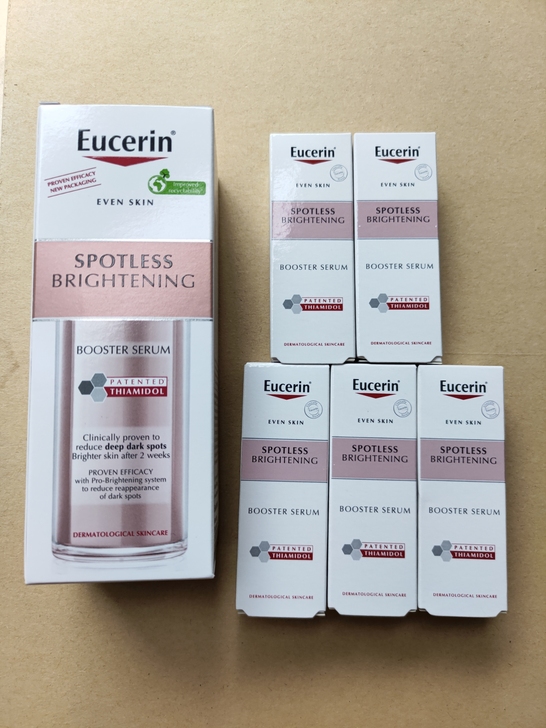 Eucerin®
PROVEN EFFICACY
NEW PACKAGING
Improved
recyclability
EVEN SKIN
SPOTLESS
BRIGHTENING
BOOSTER SERUM
PATENTED
THIAMIDOL
Clinically proven to
reduce deep dark spots
Brighter skin after 2 weeks
PROVEN EFFICACY
with Pro-Brightening system
to reduce reappearance
of dark spots
DERMATOLOGICAL SKINCARE
Eucerin®
EVEN SKIN
SPOTLESS
BRIGHTENING
BOOSTER SERUM
PATENTED
THIAMIDOL
DERMATOLOGICAL SKINCARE
Eucerin®
EVEN SKIN
SPOTLESS
BRIGHTENING
BOOSTER SERUM
PATENTED
THIAMIDOL
DERMATOLOGICAL SKINCARE
Eucerin®
EVEN SKIN
SPOTLESS
BRIGHTENING
BOOSTER SERUM
PATENTED
THIAMIDOL
DERMATOLOGICAL SKINCARE
Eucerin®
EVEN SKIN
SPOTLESS
BRIGHTENING
BOOSTER SERUM
PATENTED
THIAMIDOL
DERMATOLOGICAL SKINCARE
Eucerin®
EVEN SKIN
SPOTLESS
BRIGHTENING
BOOSTER SERUM
PATENTED
THIAMIDOL
DERMATOLOGICAL SKINCARE